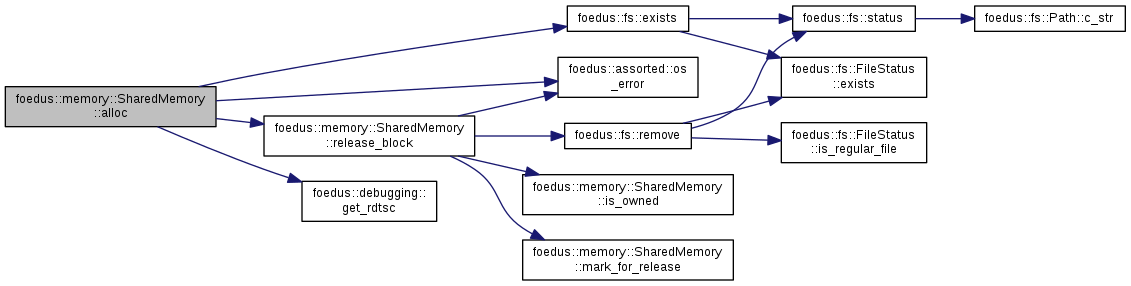 foedus::memory::SharedMemory
::alloc
foedus::fs::exists
foedus::assorted::os
_error
foedus::memory::SharedMemory
::release_block
foedus::debugging::
get_rdtsc
foedus::fs::remove
foedus::memory::SharedMemory
::is_owned
foedus::memory::SharedMemory
::mark_for_release
foedus::fs::status
foedus::fs::FileStatus
::exists
foedus::fs::FileStatus
::is_regular_file
foedus::fs::Path::c_str